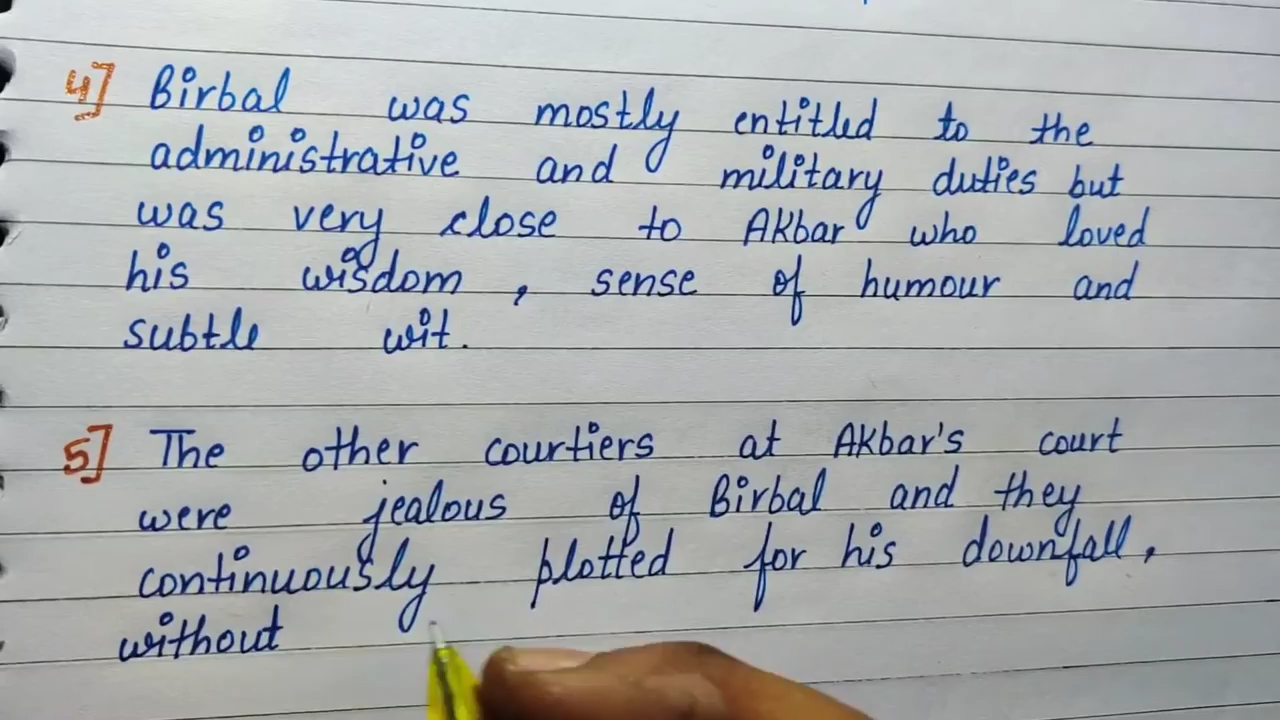 4] Birbal was mostly entitled to the
administrative and military duties but
was very close to Akbar who loved
his wisdom , sense of humour and
subtle wit.
5] The other courtiers at Akbar's court
were jealous of Birbal and they
continuously plotted for his downfall,
without